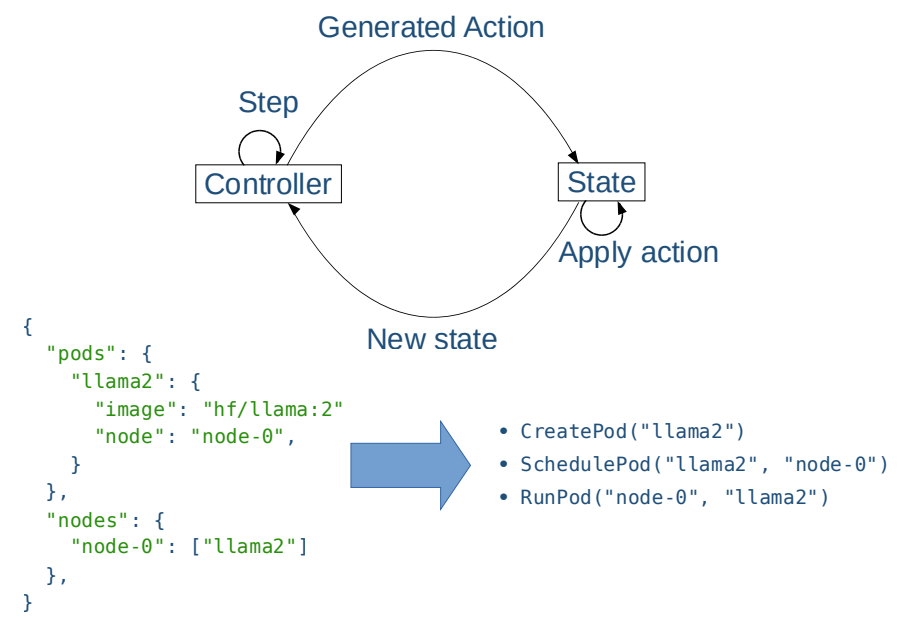 Generated Action
Step
Controller
State
Apply action
New state
{
  "pods": {
    "llama2": {
      "image": "hf/llama:2"
      "node": "node-0",
    }
  },
  "nodes": {
    "node-0": ["llama2"]
  },
}
• CreatePod("llama2")
• SchedulePod("llama2", "node-0")
• RunPod("node-0", "llama2")